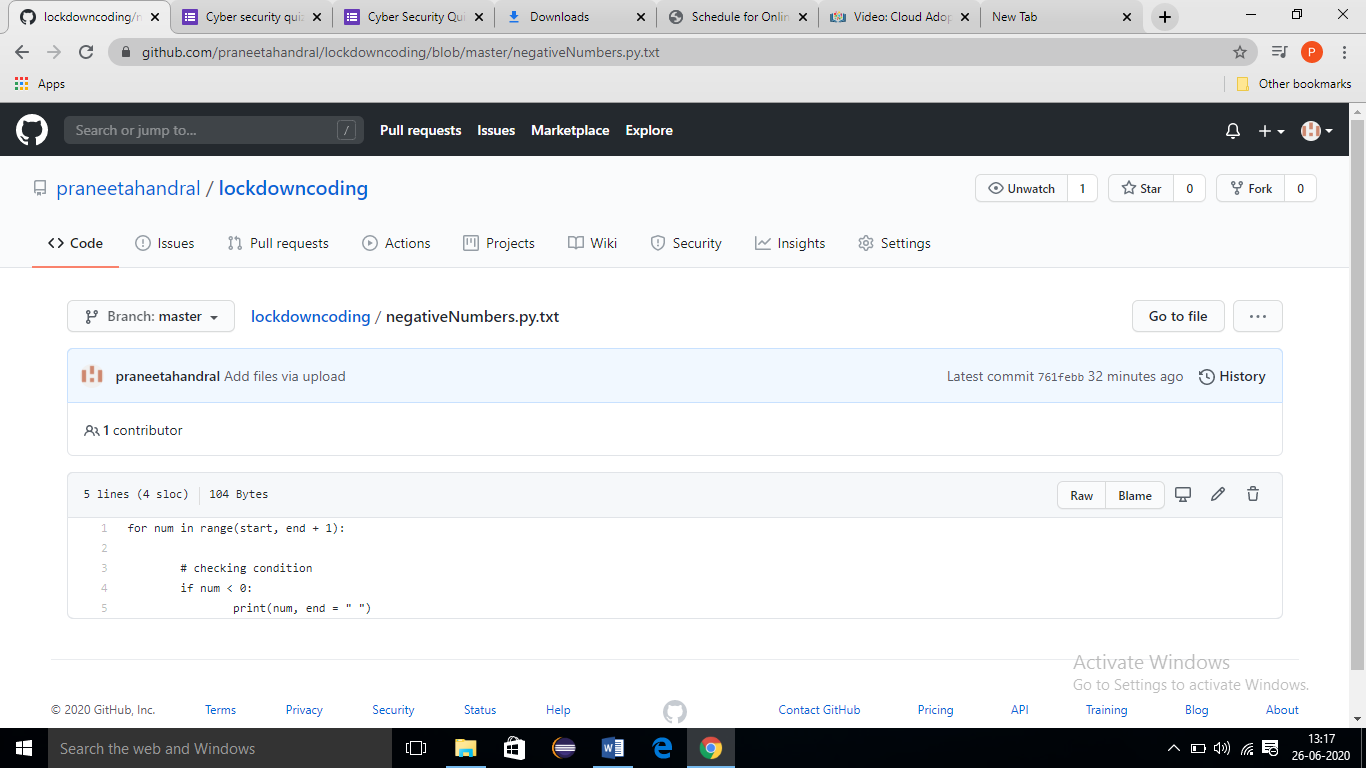 lockdowncoding/n
Cyber security qui
Cyber Security Qui
Downloads
Schedule for Onlin
Video: Cloud Adop
New Tab
github.com/praneetahandral/lockdowncoding/blob/master/negativeNumbers.py.txt
P
Apps
Other bookmarks
Search or jump to...
/
Pull requests
Issues
Marketplace
Explore
praneetahandral / lockdowncoding
Unwatch 1
Star 0
Fork 0
Code
Issues
Pull requests
Actions
Projects
Wiki
Security
Insights
Settings
Branch: master
lockdowncoding / negativeNumbers.py.txt
Go to file
praneetahandral Add files via upload
Latest commit 761febb 32 minutes ago
History
1 contributor
5 lines (4 sloc) 104 Bytes
Raw
Blame
1 for num in range(start, end + 1):
2
3 # checking condition
4 if num < 0:
5 print(num, end = " ")
Activate Windows
Go to Settings to activate Windows.
© 2020 GitHub, Inc.
Terms
Privacy
Security
Status
Help
Contact GitHub
Pricing
API
Training
Blog
About
Search the web and Windows
13:17
26-06-2020